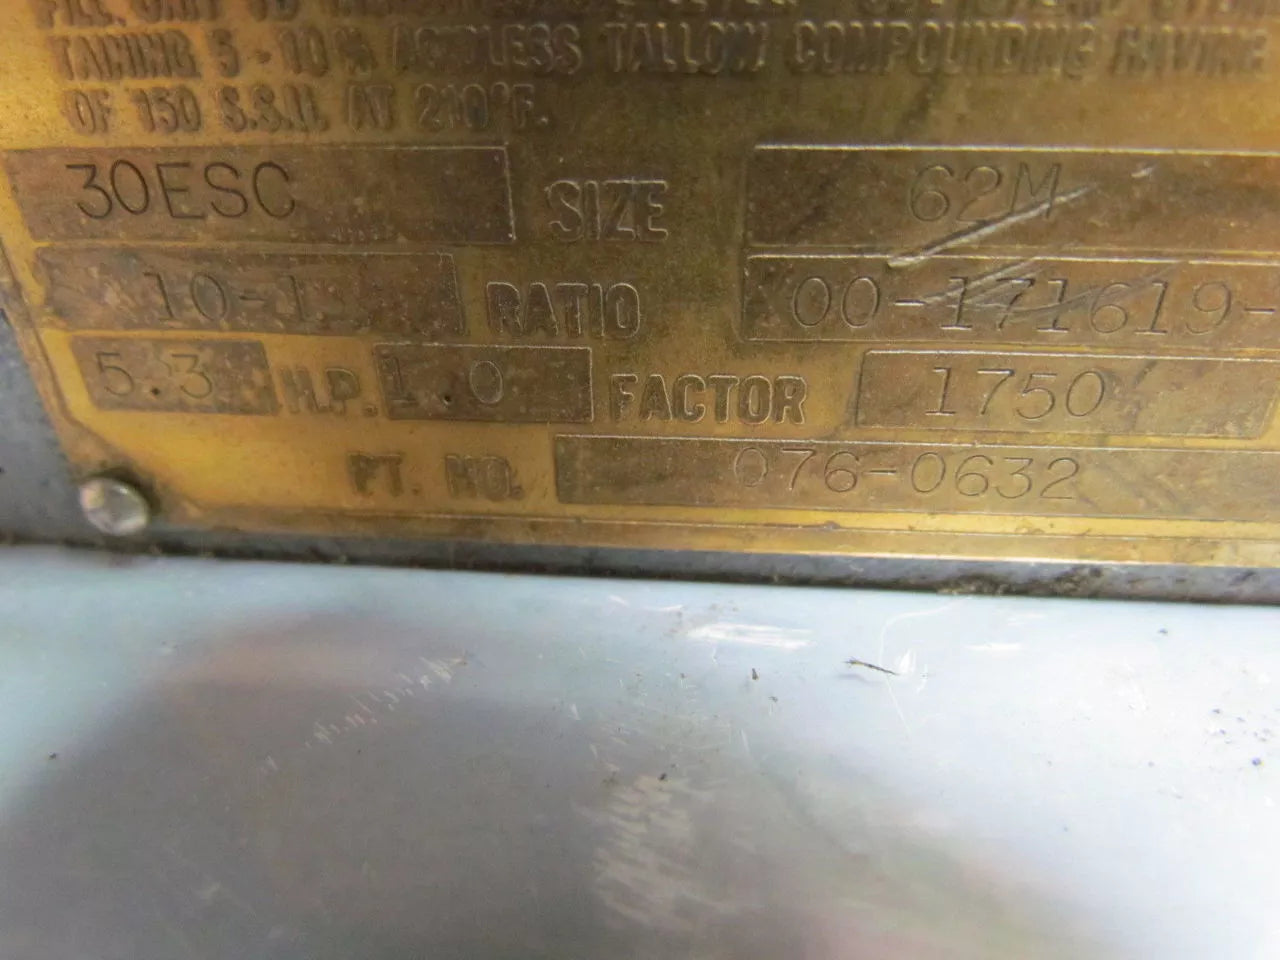 TAINING 5-10% ACIDLESS TALLOW COMPOUNDING HAVING
OF 150 S.S.U. AT 210°F.
30ESC SIZE 62M
10-1 RATIO 00-171619-
5.3 H.P. 1.0 FACTOR 1750
PT. NO. 076-0632